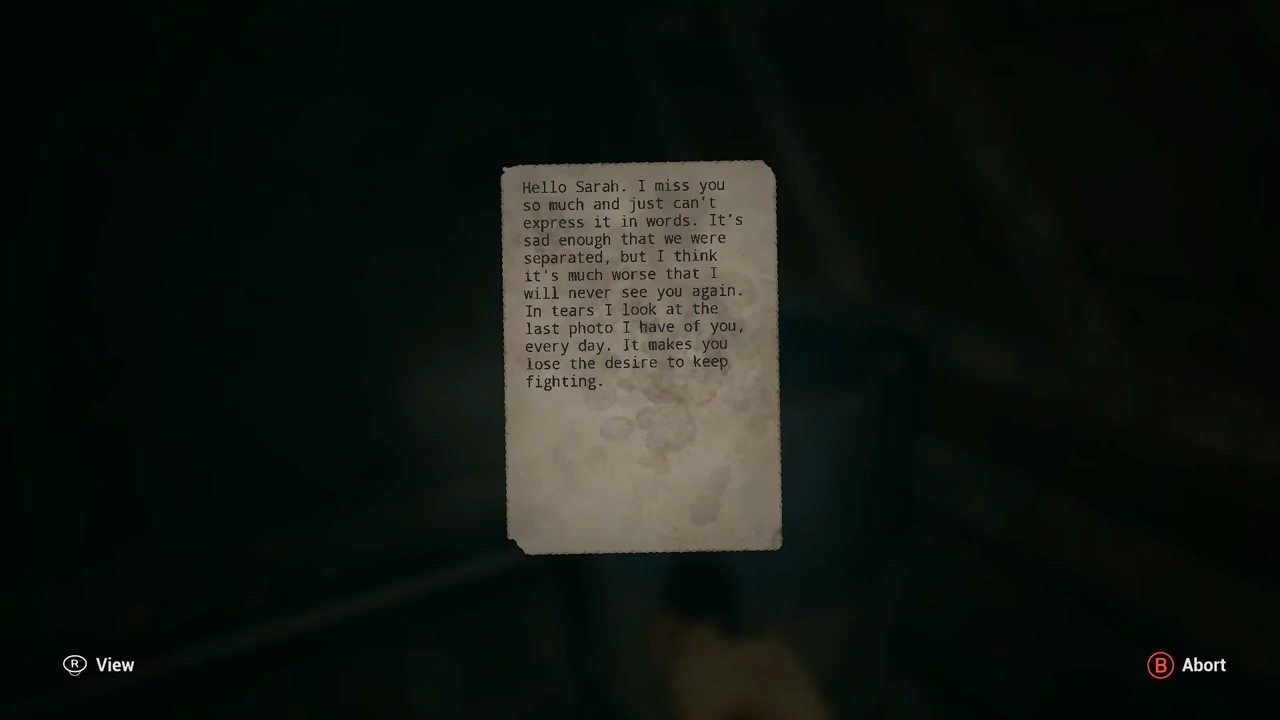 Hello Sarah. I miss you
so much and just can't
express it in words. It's
sad enough that we were
separated, but I think
it's much worse that I
will never see you again.
In tears I look at the
last photo I have of you,
every day. It makes you
lose the desire to keep
fighting.
R View
B Abort